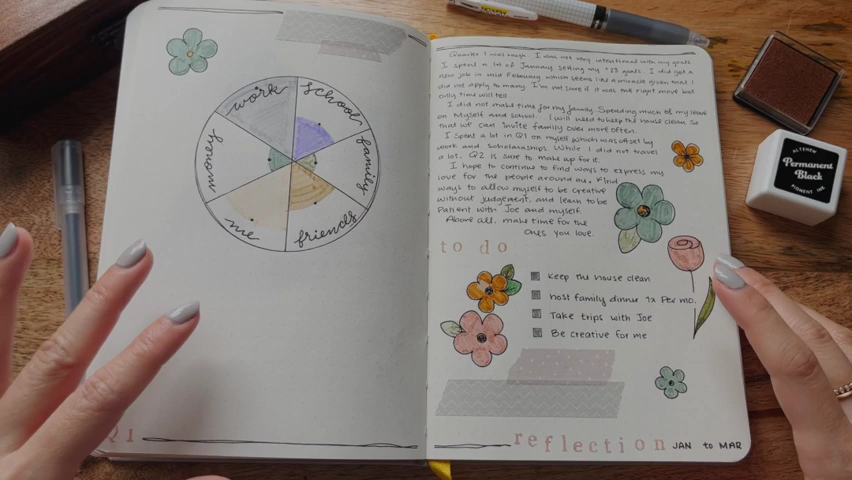 work
school
family
friends
me
money
Q1
Quarter 1 was rough. I was not very intentional with my goals
I spend a lot of January setting my '23 goals. I did get a
new job in mid February which seems like a miracle given that I
did not apply to many. I'm not sure if it was the right move but
only time will tell.
I did not make time for my family. Spending much of my leave
on Myself and school. I will need to keep the house clean. So
that we can invite family over more often.
I spent a lot in Q1 on myself which was offset by
work and Scholarships. While I did not travel
a lot. Q2 is sure to make up for it.
I hope to continue to find ways to express my
love for the people around me. Find
ways to allow myself to be creative
without judgement, and learn to be
Patient with Joe and myself.
Above all, make time for the
Ones you love.
to do
Keep the house clean
host family dinner 1x Per mo.
Take trips with Joe
Be creative for me
reflection JAN to MAR
ALTENEW
Permanent
Black
PIGMENT INK